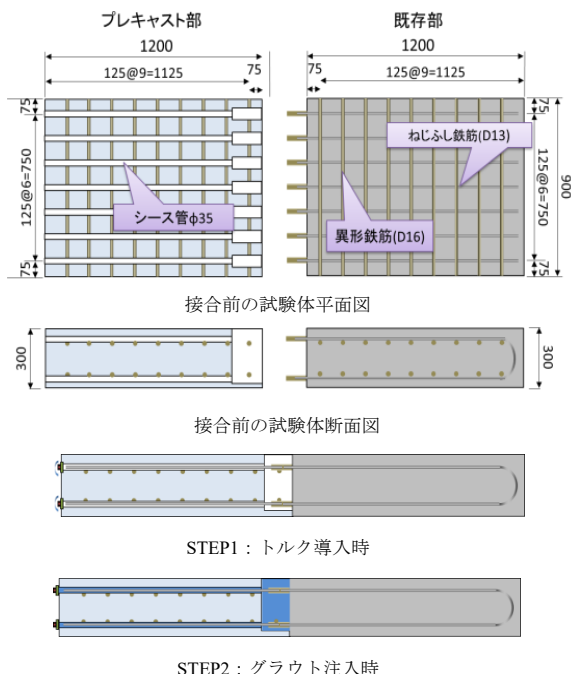 プレキャスト部
既存部
1200
1200
125@9=1125
75
75
125@9=1125
75
125@6=750
75
シース管φ35
ねじふし鉄筋(D13)
異形鉄筋(D16)
75
125@6=750
75
900
接合前の試験体平面図
300
300
接合前の試験体断面図
STEP1：トルク導入時
STEP2：グラウト注入時